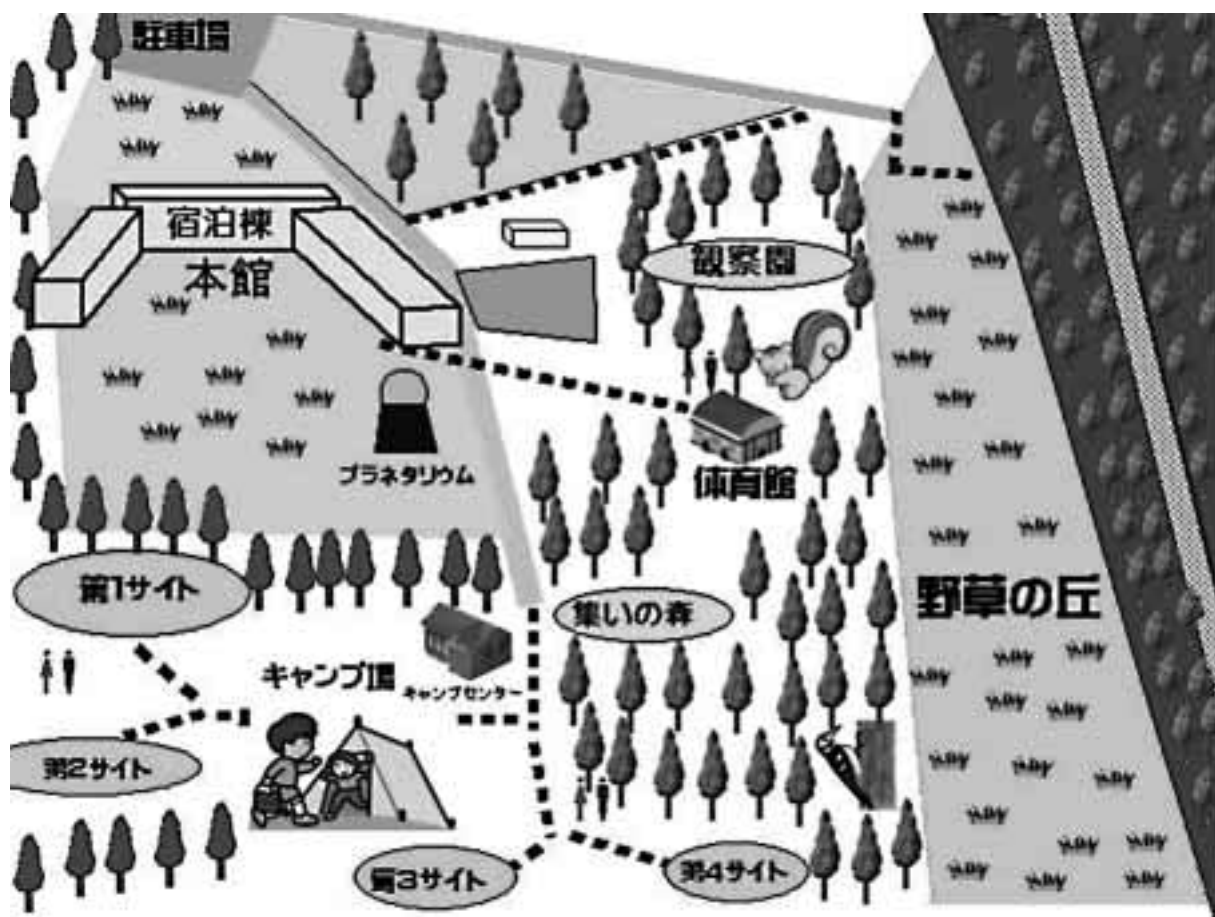 駐車場
宿泊棟
本館
観察園
プラネタリウム
体育館
第1サイト
集いの森
野草の丘
キャンプ場
キャンプセンター
第2サイト
第3サイト
第4サイト